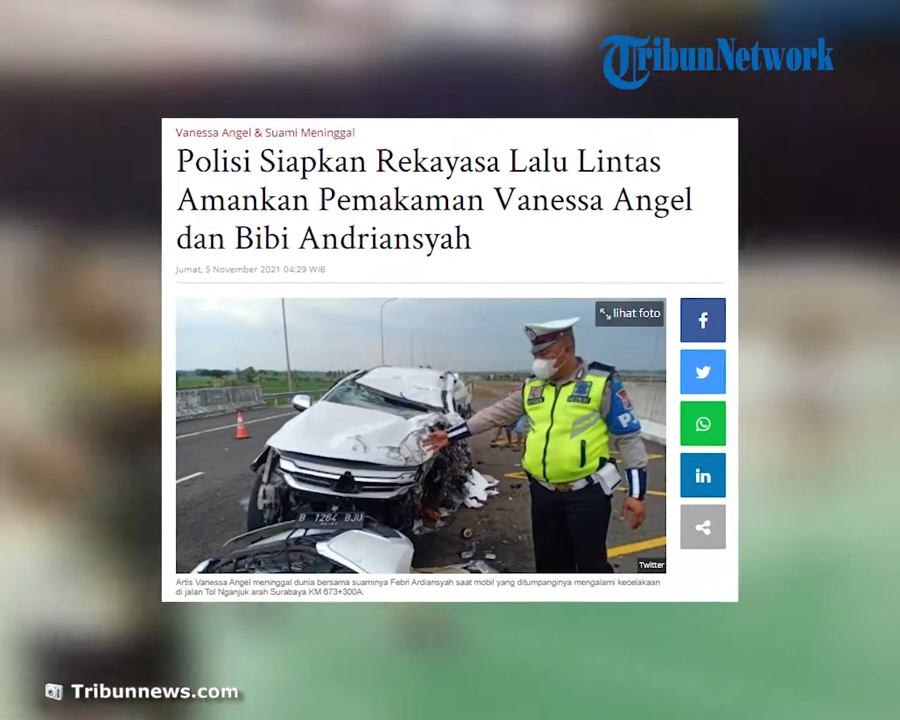 TribunNetwork
Vanessa Angel & Suami Meninggal
Polisi Siapkan Rekayasa Lalu Lintas
Amankan Pemakaman Vanessa Angel
dan Bibi Andriansyah
Jumat, 5 November 2021 04:29 WIB
lihat foto
B 1264 BJU
Twitter
Artis Vanessa Angel meninggal dunia bersama suaminya Febri Ardiansyah saat mobil yang ditumpanginya mengalami kecelakaan
di jalan Tol Nganjuk arah Surabaya KM 673+300A.
Tribunnews.com